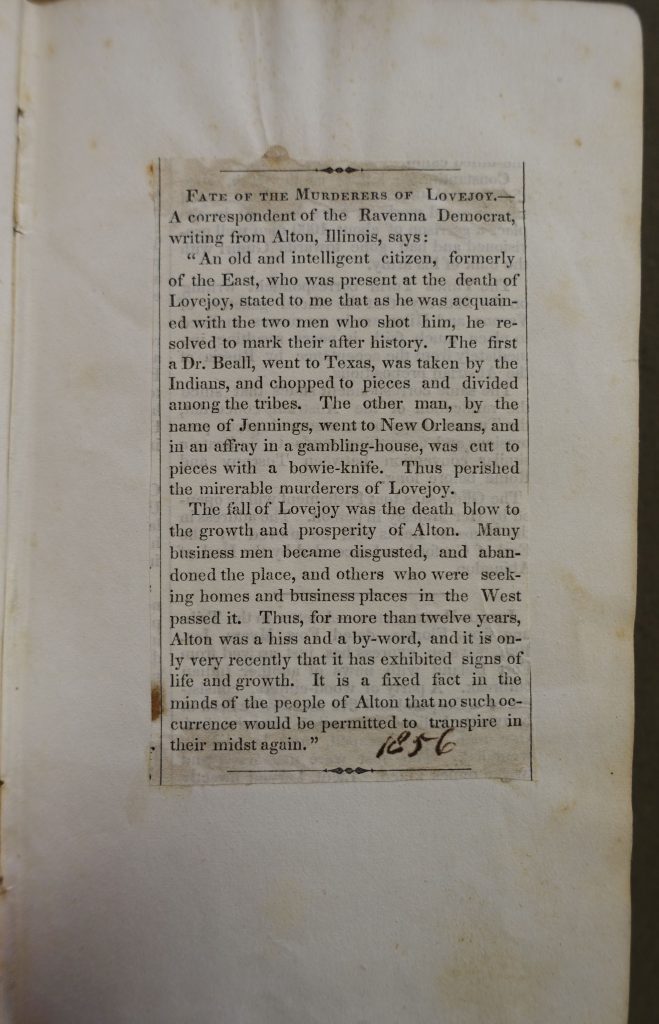 FATE OF THE MURDERERS OF LOVEJOY.—
A correspondent of the Ravenna Democrat,
writing from Alton, Illinois, says:
"An old and intelligent citizen, formerly
of the East, who was present at the death of
Lovejoy, stated to me that as he was acquain-
ed with the two men who shot him, he re-
solved to mark their after history. The first
a Dr. Beall, went to Texas, was taken by the
Indians, and chopped to pieces and divided
among the tribes. The other man, by the
name of Jennings, went to New Orleans, and
in an affray in a gambling-house, was cut to
pieces with a bowie-knife. Thus perished
the mirerable murderers of Lovejoy.
The fall of Lovejoy was the death blow to
the growth and prosperity of Alton. Many
business men became disgusted, and aban-
doned the place, and others who were seek-
ing homes and business places in the West
passed it. Thus, for more than twelve years,
Alton was a hiss and a by-word, and it is on-
ly very recently that it has exhibited signs of
life and growth. It is a fixed fact in the
minds of the people of Alton that no such oc-
currence would be permitted to transpire in
their midst again." 1856